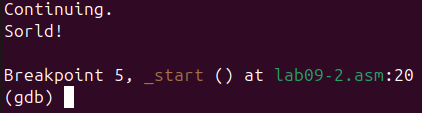 Continuing.
Sorld!
Breakpoint 5, _start () at lab09-2.asm:20
(gdb)